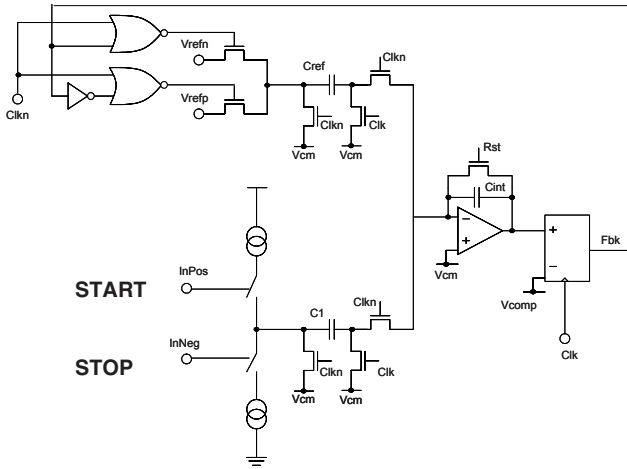 Clkn
Vrefn
Vrefp
Cref
Clkn
Clkn
Clk
Vcm
Vcm
Rst
Cint
−
+
Vcm
+
−
Fbk
Vcomp
Clk
START
InPos
STOP
InNeg
C1
Clkn
Clkn
Clk
Vcm
Vcm